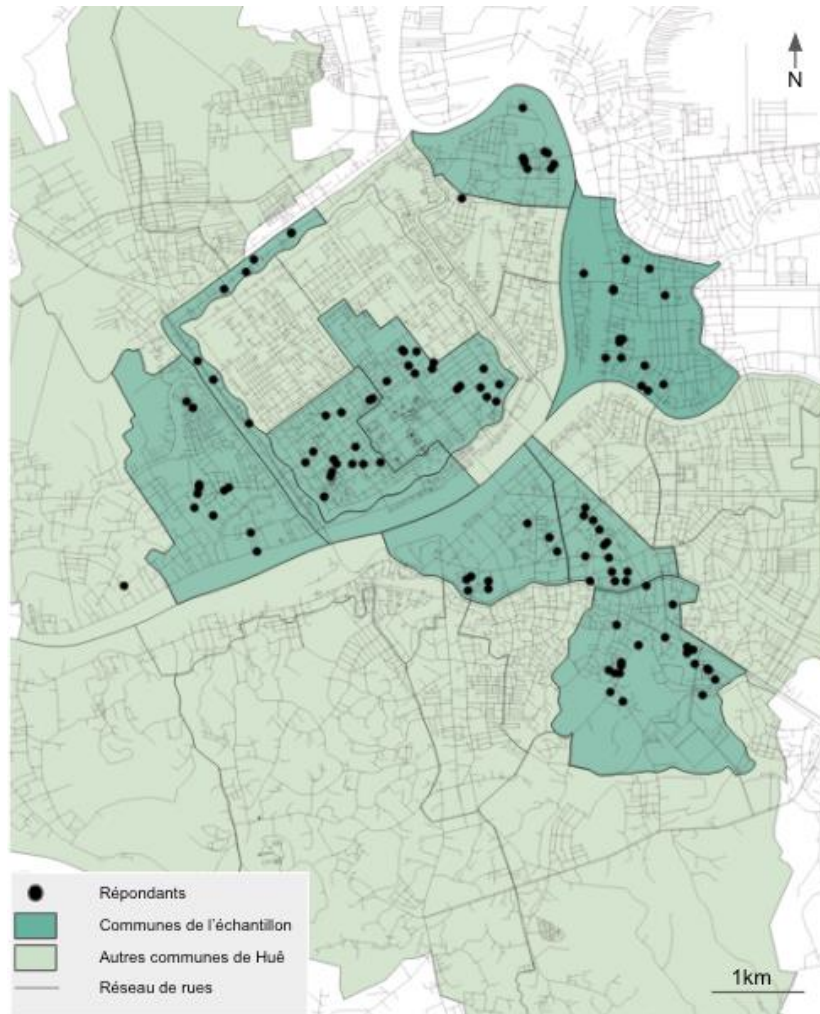 N
Répondants
Communes de l'échantillon
Autres communes de Huê
Réseau de rues
1km